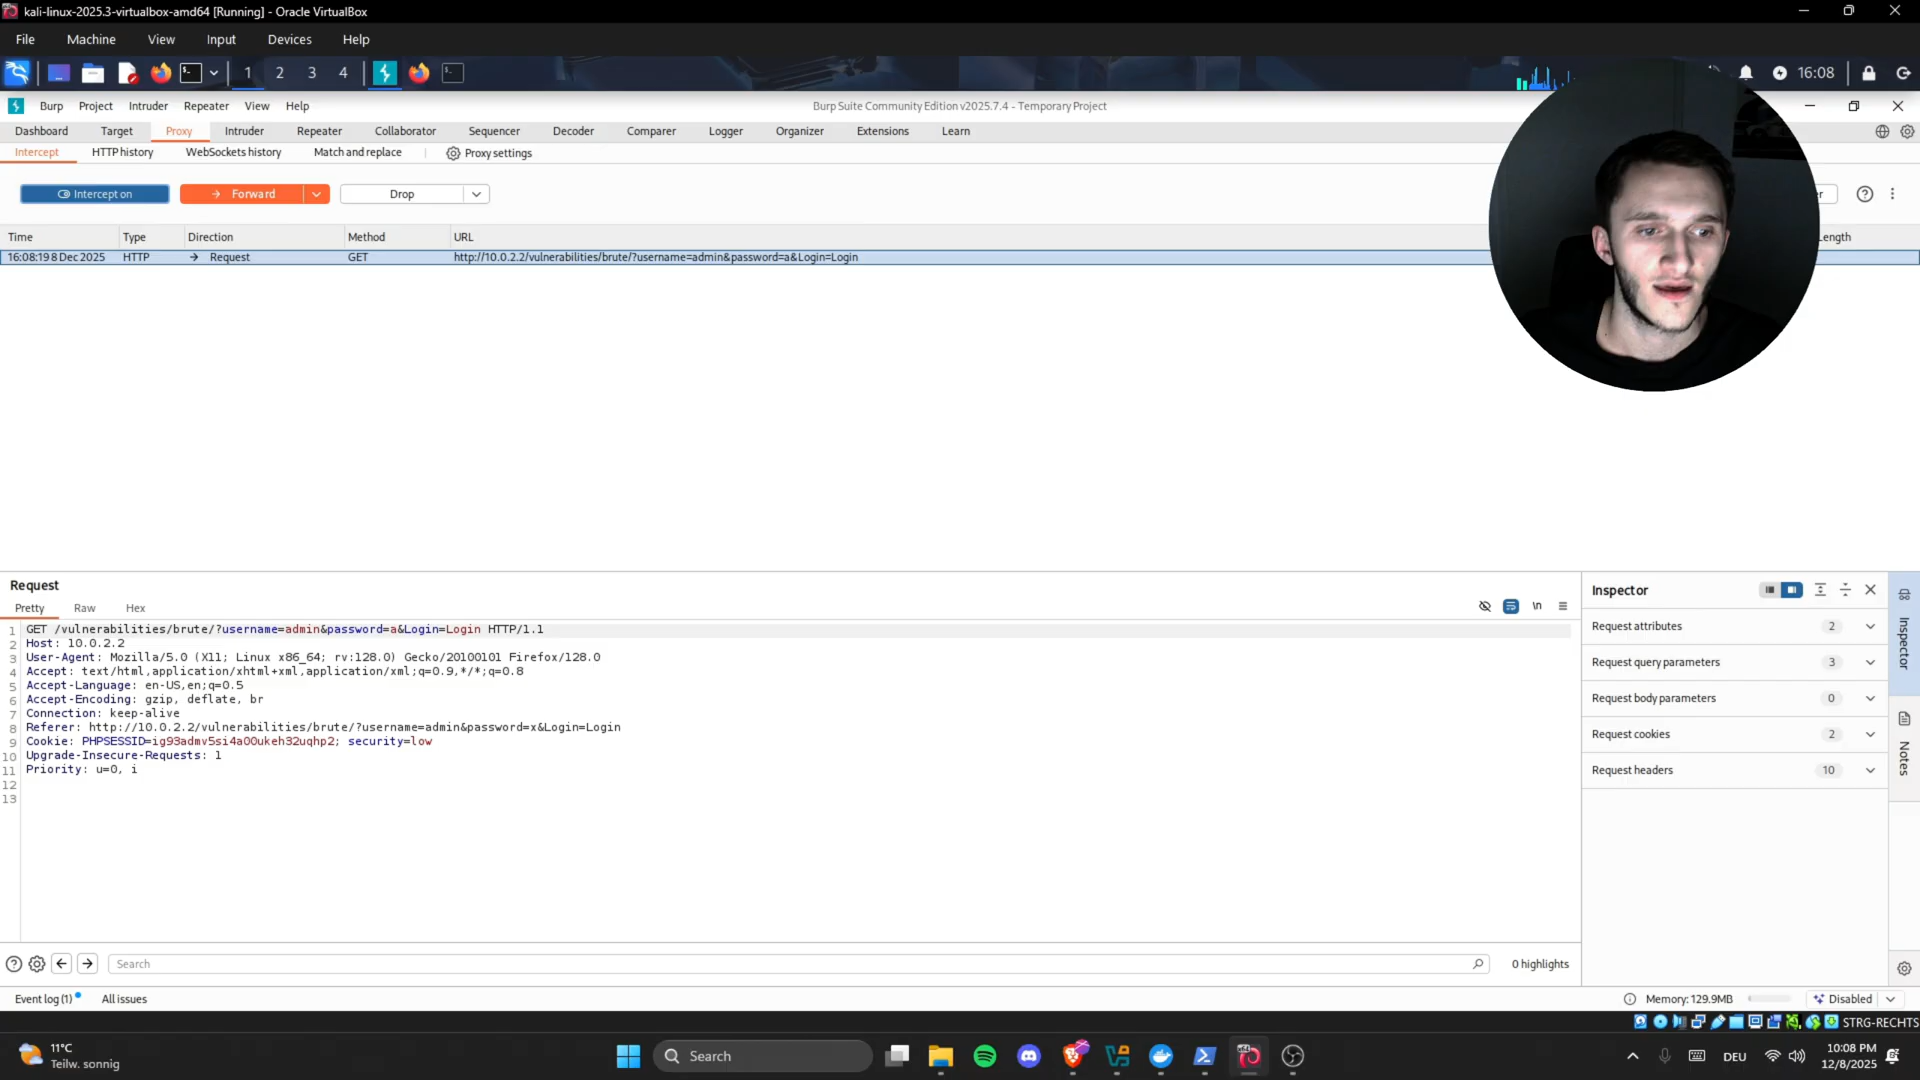 kali-linux-2025.3-virtualbox-amd64 [Running] - Oracle VirtualBox
File Machine View Input Devices Help
1 2 3 4 16:08
Burp Project Intruder Repeater View Help Burp Suite Community Edition v2025.7.4 - Temporary Project
Dashboard Target Proxy Intruder Repeater Collaborator Sequencer Decoder Comparer Logger Organizer Extensions Learn
Intercept HTTP history WebSockets history Match and replace Proxy settings
Intercept on Forward Drop
Time Type Direction Method URL Length
16:08:19 8 Dec 2025 HTTP → Request GET http://10.0.2.2/vulnerabilities/brute/?username=admin&password=a&Login=Login
Request
Pretty Raw Hex
\n
1 GET /vulnerabilities/brute/?username=admin&password=a&Login=Login HTTP/1.1
2 Host: 10.0.2.2
3 User-Agent: Mozilla/5.0 (X11; Linux x86_64; rv:128.0) Gecko/20100101 Firefox/128.0
4 Accept: text/html,application/xhtml+xml,application/xml;q=0.9,*/*;q=0.8
5 Accept-Language: en-US,en;q=0.5
6 Accept-Encoding: gzip, deflate, br
7 Connection: keep-alive
8 Referer: http://10.0.2.2/vulnerabilities/brute/?username=admin&password=x&Login=Login
9 Cookie: PHPSESSID=ig93admv5si4a00ukeh32uqhp2; security=low
10 Upgrade-Insecure-Requests: 1
11 Priority: u=0, i
12
13
Inspector
Request attributes 2
Request query parameters 3
Request body parameters 0
Request cookies 2
Request headers 10
Inspector
Notes
Search 0 highlights
Event log (1) All issues Memory: 129.9MB Disabled
STRG-RECHTS
11°C
Teilw. sonnig
Search
DEU
10:08 PM
12/8/2025